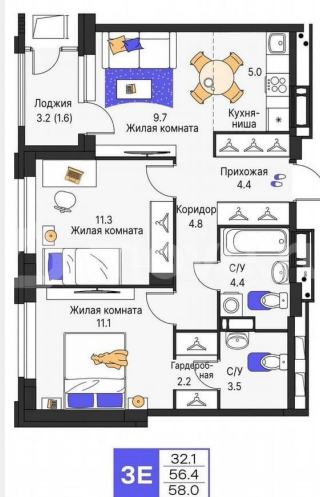 5.0
Лоджия
3.2 (1.6)
9.7
Жилая комната
Кухня-
ниша
Прихожая
4.4
11.3
Жилая комната
Коридор
4.8
С/У
4.4
Жилая комната
11.1
Гардероб-
ная
2.2
С/У
3.5
3Е
32.1
56.4
58.0